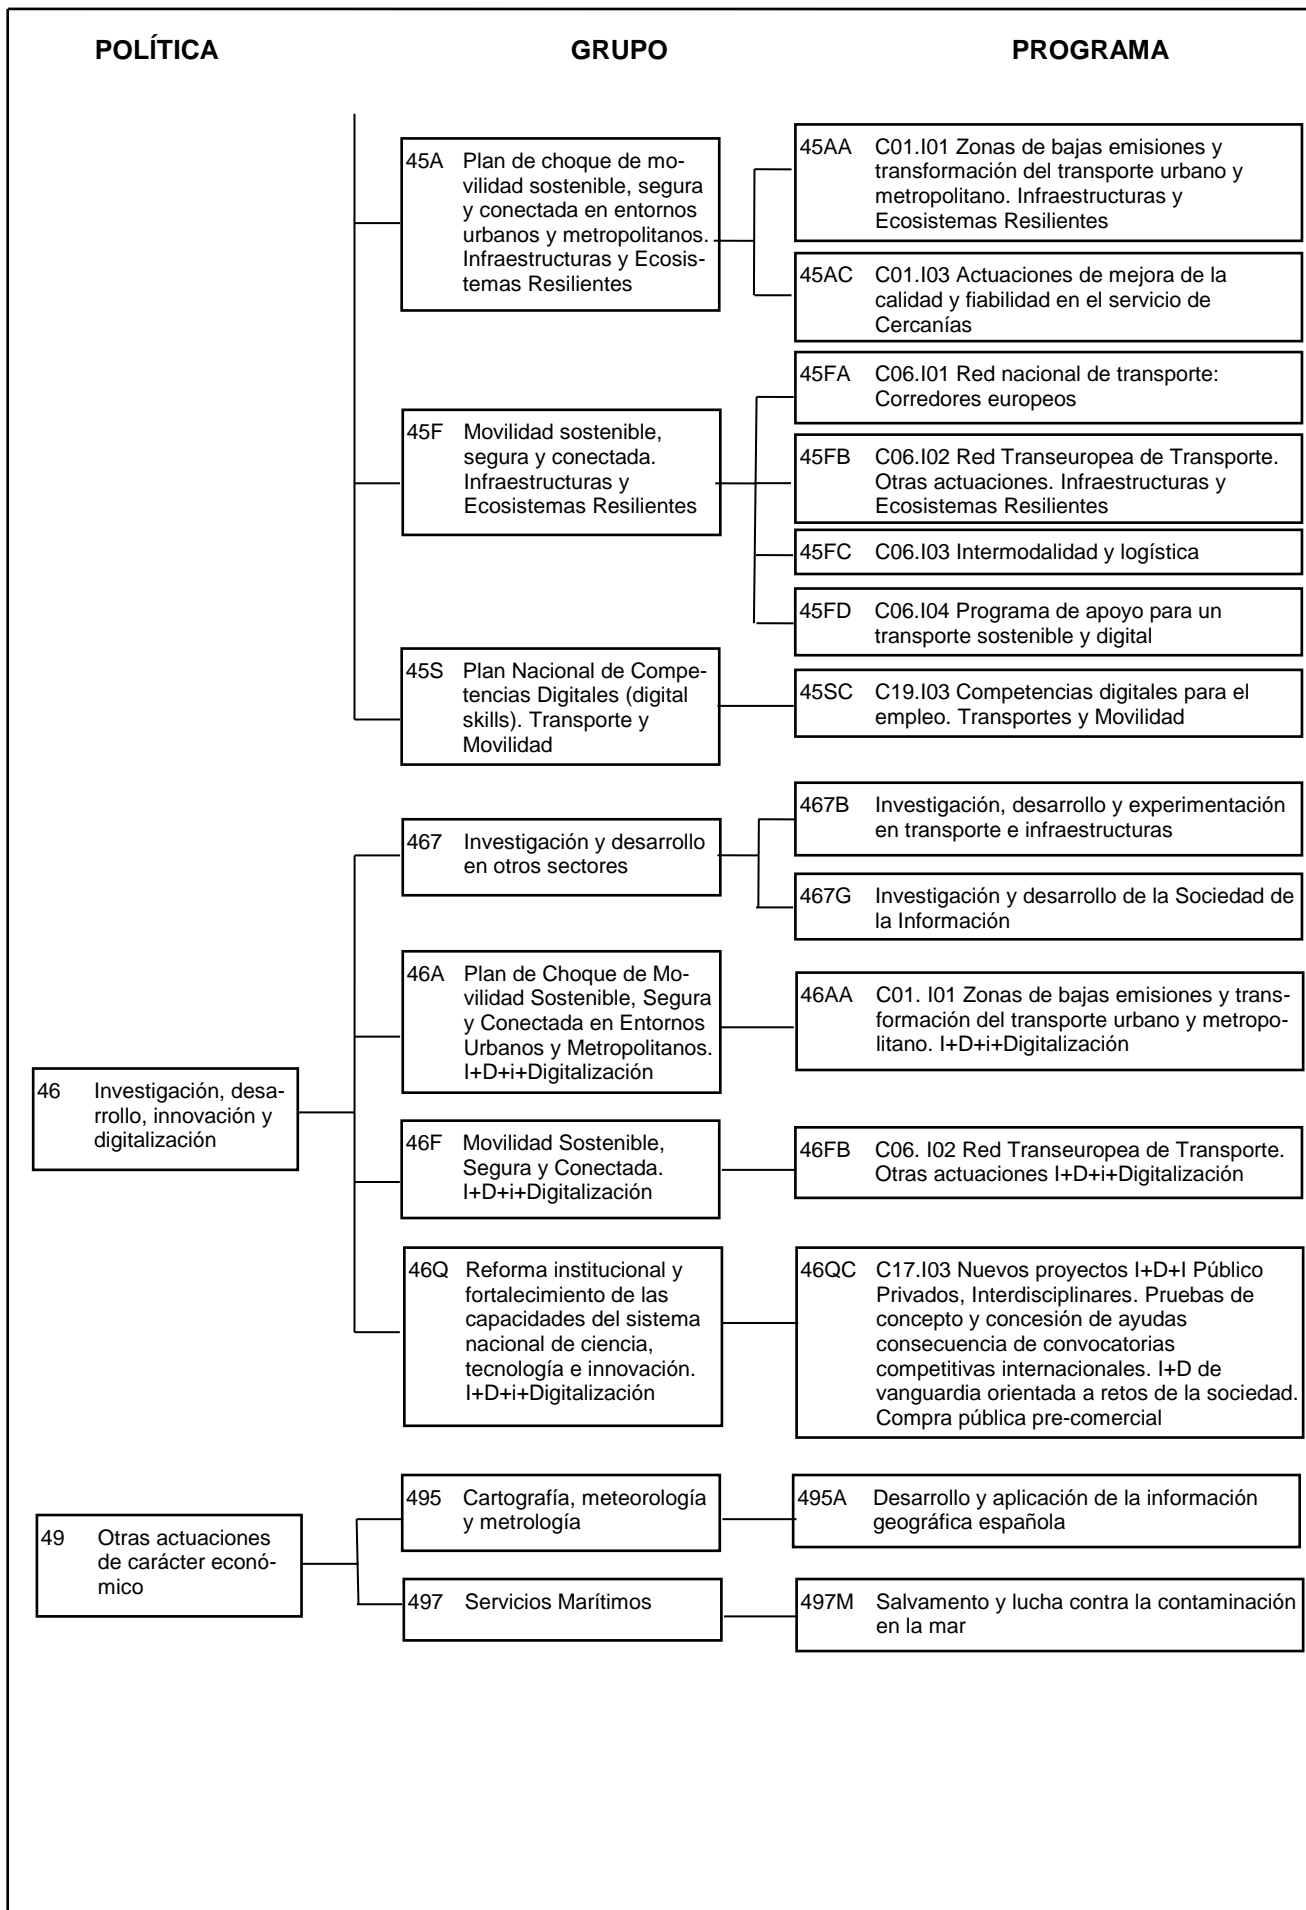 POLÍTICA GRUPO PROGRAMA
45A Plan de choque de mo-
vilidad sostenible, segura
y conectada en entornos
urbanos y metropolitanos.
Infraestructuras y Ecosis-
temas Resilientes
45AA C01.I01 Zonas de bajas emisiones y
transformación del transporte urbano y
metropolitano. Infraestructuras y
Ecosistemas Resilientes
45AC C01.I03 Actuaciones de mejora de la
calidad y fiabilidad en el servicio de
Cercanías
45F Movilidad sostenible,
segura y conectada.
Infraestructuras y
Ecosistemas Resilientes
45FA C06.I01 Red nacional de transporte:
Corredores europeos
45FB C06.I02 Red Transeuropea de Transporte.
Otras actuaciones. Infraestructuras y
Ecosistemas Resilientes
45FC C06.I03 Intermodalidad y logística
45FD C06.I04 Programa de apoyo para un
transporte sostenible y digital
45S Plan Nacional de Compe-
tencias Digitales (digital
skills). Transporte y
Movilidad
45SC C19.I03 Competencias digitales para el
empleo. Transportes y Movilidad
46 Investigación, desa-
rrollo, innovación y
digitalización
467 Investigación y desarrollo
en otros sectores
467B Investigación, desarrollo y experimentación
en transporte e infraestructuras
467G Investigación y desarrollo de la Sociedad de
la Información
46A Plan de Choque de Mo-
vilidad Sostenible, Segura
y Conectada en Entornos
Urbanos y Metropolitanos.
I+D+i+Digitalización
46AA C01. I01 Zonas de bajas emisiones y trans-
formación del transporte urbano y metropo-
litano. I+D+i+Digitalización
46F Movilidad Sostenible,
Segura y Conectada.
I+D+i+Digitalización
46FB C06. I02 Red Transeuropea de Transporte.
Otras actuaciones I+D+i+Digitalización
46Q Reforma institucional y
fortalecimiento de las
capacidades del sistema
nacional de ciencia,
tecnología e innovación.
I+D+i+Digitalización
46QC C17.I03 Nuevos proyectos I+D+I Público
Privados, Interdisciplinares. Pruebas de
concepto y concesión de ayudas
consecuencia de convocatorias
competitivas internacionales. I+D de
vanguardia orientada a retos de la sociedad.
Compra pública pre-comercial
49 Otras actuaciones
de carácter econó-
mico
495 Cartografía, meteorología
y metrología
495A Desarrollo y aplicación de la información
geográfica española
497 Servicios Marítimos
497M Salvamento y lucha contra la contaminación
en la mar